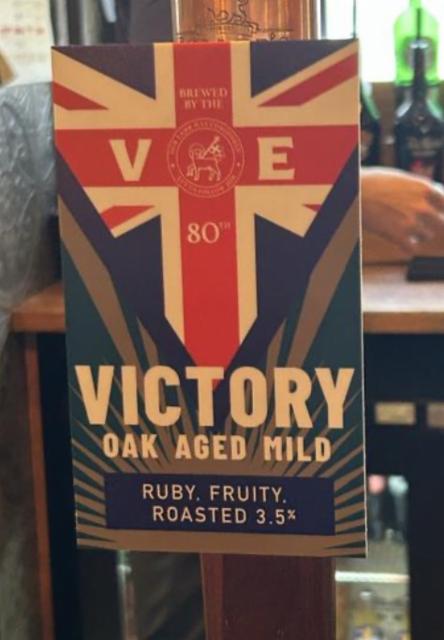 BREWED
BY THE
V E
80TH
VICTORY
OAK AGED MILD
RUBY. FRUITY.
ROASTED 3.5%